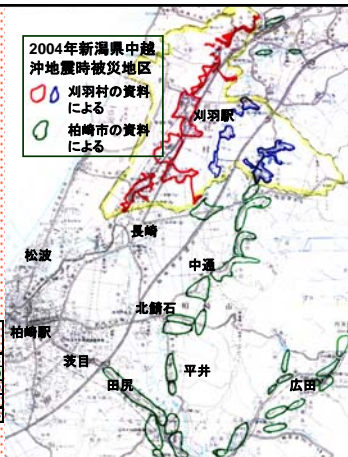 2004年新潟県中越
沖地震時被災地区
刈羽村の資料
による
柏崎市の資料
による
刈羽駅
長崎
松波
中通
北鯖石
柏崎駅
茨目
田尻
平井
広田